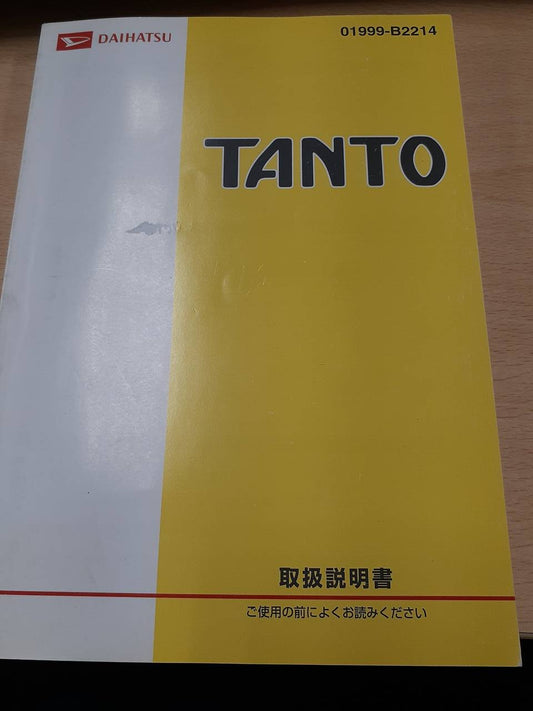 DAIHATSU
01999-B2214
TANTO
取扱説明書
ご使用の前によくお読みください